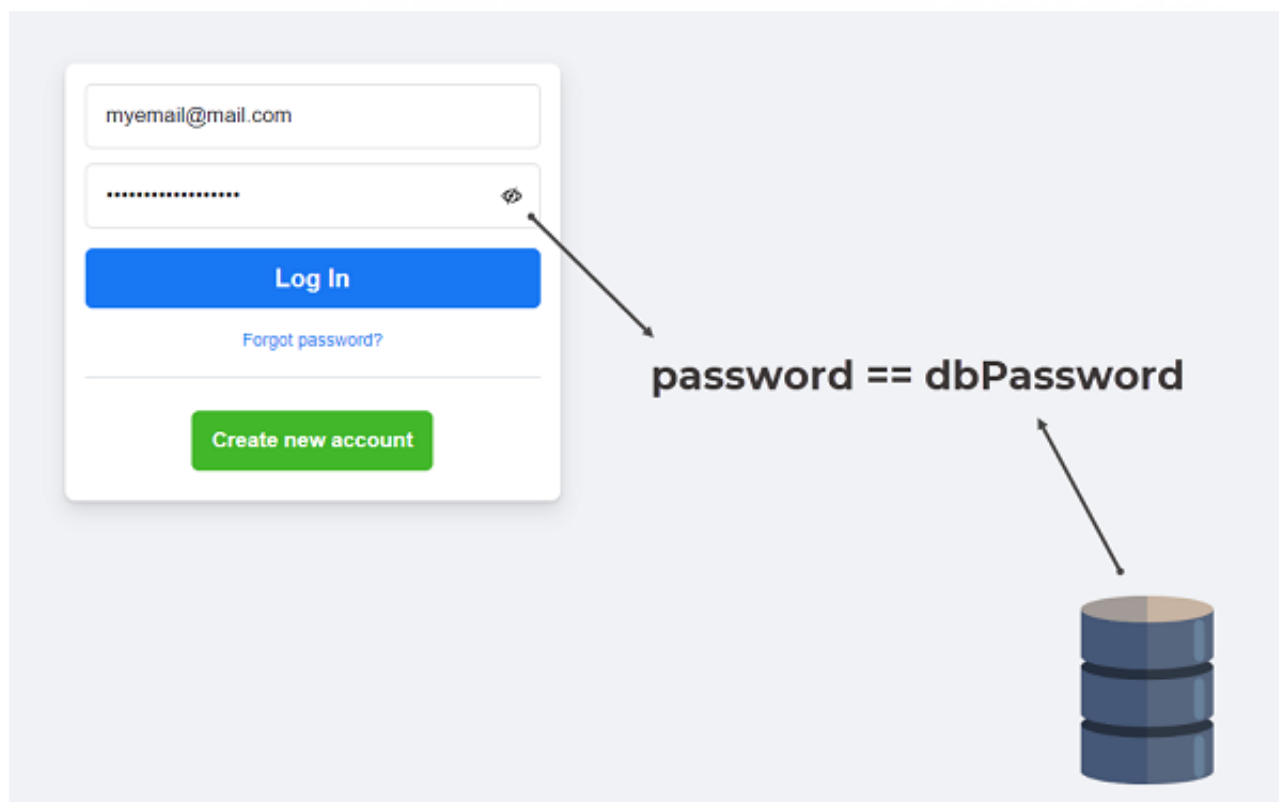 myemail@mail.com
••••••••••••••••••
Log In
Forgot password?
Create new account
password == dbPassword